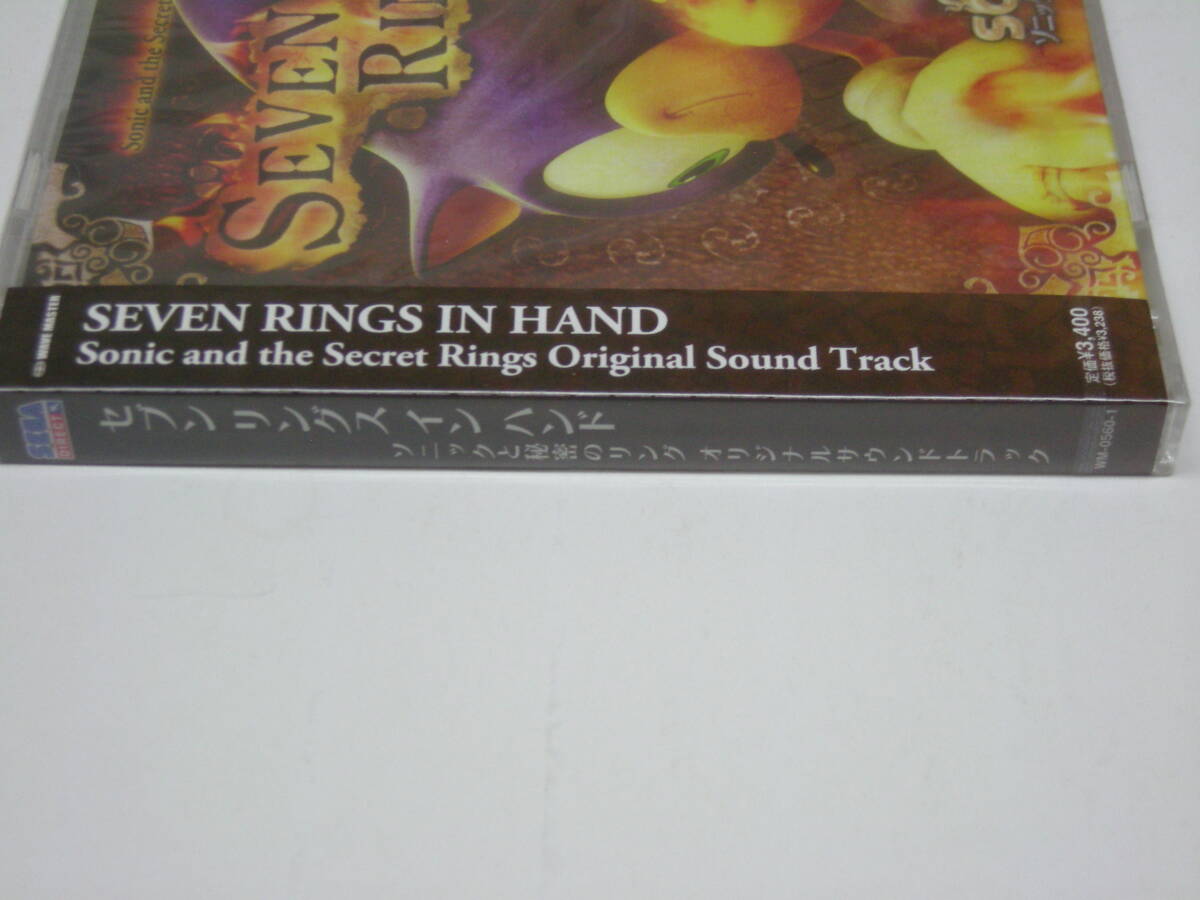 Sonic and the Secret
SEVEN
RI
ソニッ
WAVE MASTER
SEVEN RINGS IN HAND
Sonic and the Secret Rings Original Sound Track
定価¥3,400
(税抜価格¥3,238)
SEGA
DIRECT
セブン リングス イン ハンド
ソニックと秘密のリング オリジナルサウンドトラック
WM-0560-1